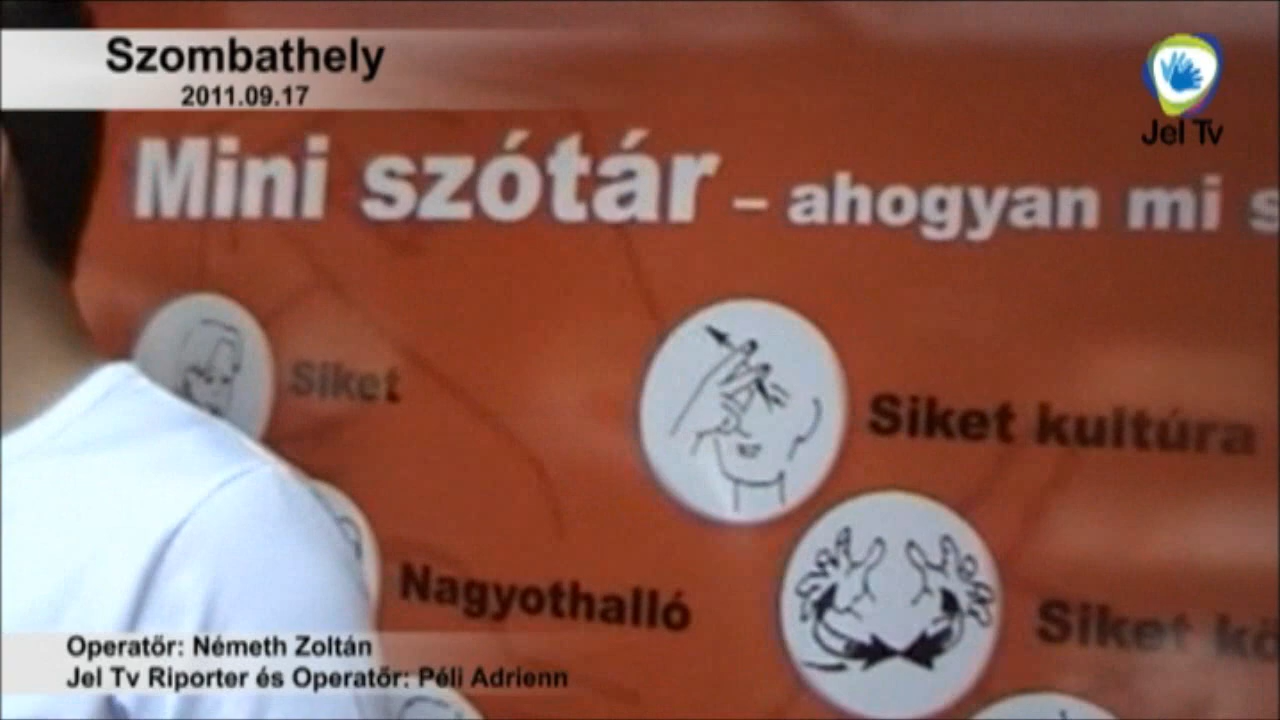 Szombathely
2011.09.17
Jel Tv
Mini szótár – ahogyan mi
Siket
Siket kultúra
Nagyothalló
Siket
Operatőr: Németh Zoltán
Jel Tv Riporter és Operatőr: Péli Adrienn